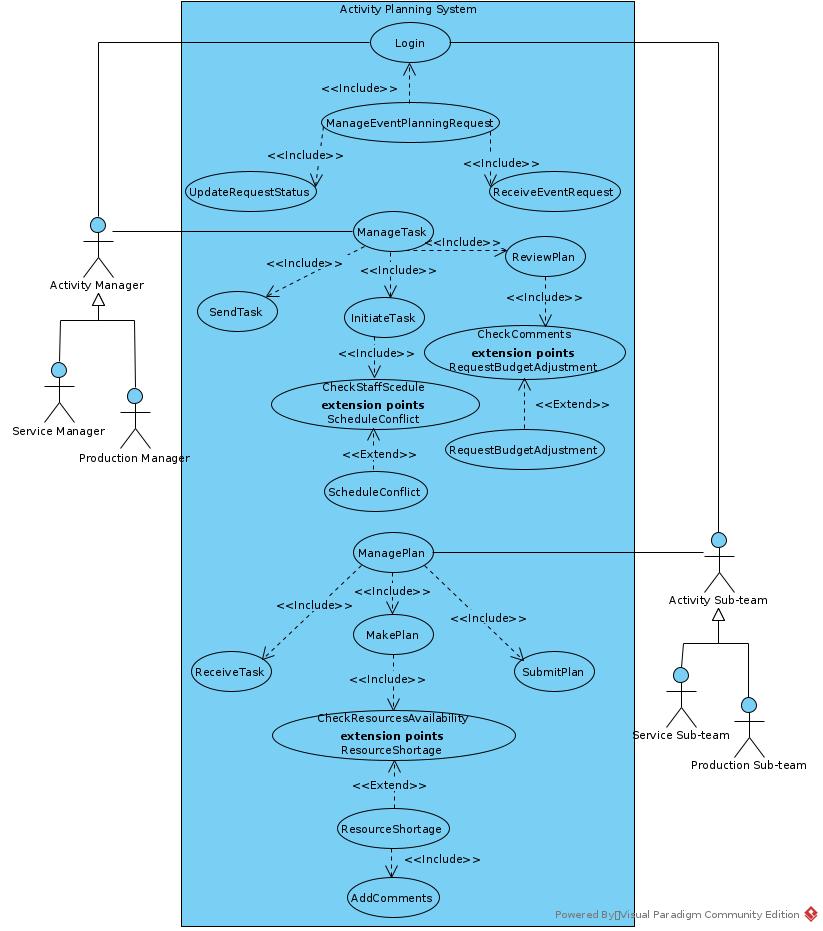 Activity Planning System
Login
<<Include>>
ManageEventPlanningRequest
<<Include>>
<<Include>>
UpdateRequestStatus
ReceiveEventRequest
ManageTask
<<Include>>
ReviewPlan
<<Include>>
<<Include>>
Activity Manager
<<Include>>
SendTask
InitiateTask
CheckComments
extension points
RequestBudgetAdjustment
<<Include>>
CheckStaffScedule
extension points
ScheduleConflict
<<Extend>>
Service Manager
Production Manager
<<Extend>>
RequestBudgetAdjustment
ScheduleConflict
ManagePlan
<<Include>>
<<Include>>
<<Include>>
Activity Sub-team
MakePlan
ReceiveTask
SubmitPlan
<<Include>>
CheckResourcesAvailability
extension points
ResourceShortage
Service Sub-team
Production Sub-team
<<Extend>>
ResourceShortage
<<Include>>
AddComments
Powered By Visual Paradigm Community Edition